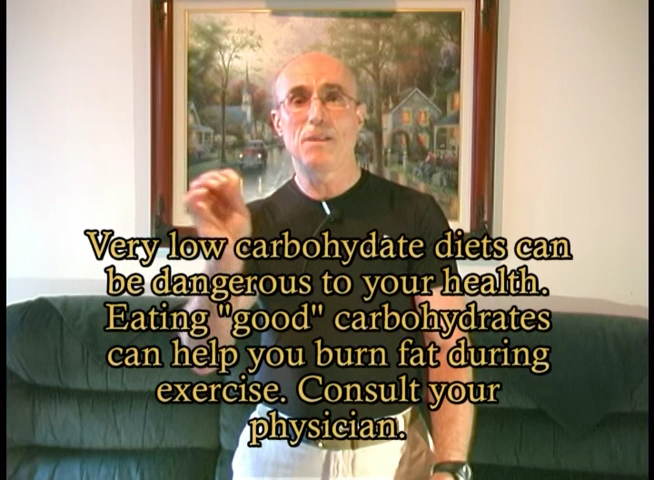 Very low carbohydate diets can
be dangerous to your health.
Eating "good" carbohydrates
can help you burn fat during
exercise. Consult your
physician.